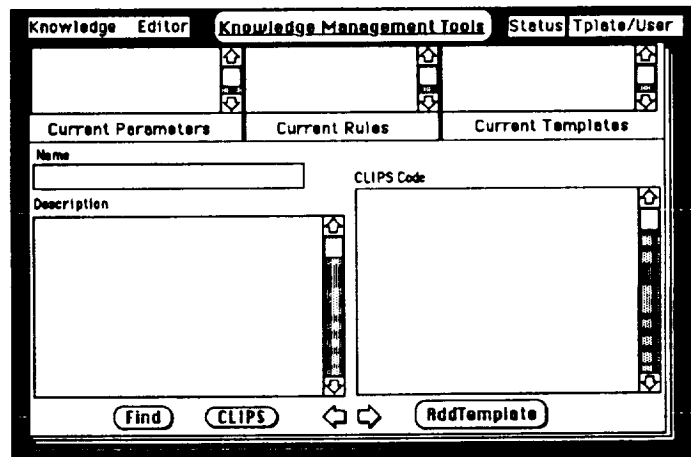 Knowledge Editor Knowledge Management Tools Status Tplate/User
Current Parameters Current Rules Current Templates
Name
CLIPS Code
Description
Find CLIPS AddTemplate